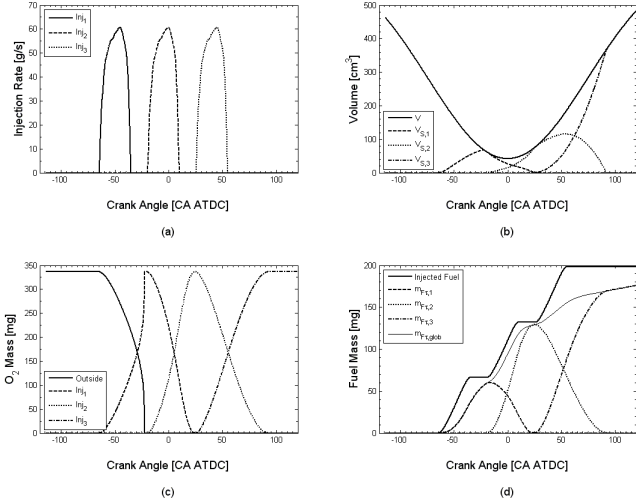 Inj1
Inj2
Inj3
Injection Rate [g/s]
70
60
50
40
30
20
10
0
-100 -50 0 50 100
Crank Angle [CA ATDC]
(a)
V
VS,1
VS,2
VS,3
Volume [cm3]
500
400
300
200
100
0
-100 -50 0 50 100
Crank Angle [CA ATDC]
(b)
Outside
Inj1
Inj2
Inj3
O2 Mass [mg]
350
300
250
200
150
100
50
0
-100 -50 0 50 100
Crank Angle [CA ATDC]
(c)
Injected Fuel
mFτ,1
mFτ,2
mFτ,3
mFτ,glob
Fuel Mass [mg]
200
150
100
50
0
-100 -50 0 50 100
Crank Angle [CA ATDC]
(d)